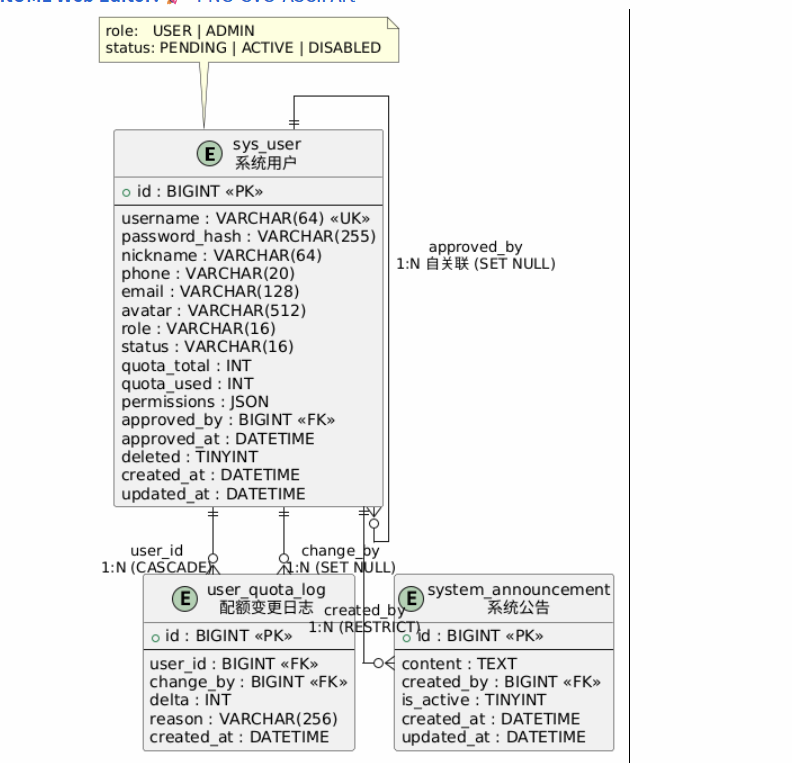 PNG SVG ASCII Art
role: USER | ADMIN
status: PENDING | ACTIVE | DISABLED
E
sys_user
系统用户
id : BIGINT «PK»
username : VARCHAR(64) «UK»
password_hash : VARCHAR(255)
nickname : VARCHAR(64)
phone : VARCHAR(20)
email : VARCHAR(128)
avatar : VARCHAR(512)
role : VARCHAR(16)
status : VARCHAR(16)
quota_total : INT
quota_used : INT
permissions : JSON
approved_by : BIGINT «FK»
approved_at : DATETIME
deleted : TINYINT
created_at : DATETIME
updated_at : DATETIME
approved_by
1:N 自关联 (SET NULL)
user_id
1:N (CASCADE)
change_by
1:N (SET NULL)
created_by
1:N (RESTRICT)
E
user_quota_log
配额变更日志
id : BIGINT «PK»
user_id : BIGINT «FK»
change_by : BIGINT «FK»
delta : INT
reason : VARCHAR(256)
created_at : DATETIME
E
system_announcement
系统公告
id : BIGINT «PK»
content : TEXT
created_by : BIGINT «FK»
is_active : TINYINT
created_at : DATETIME
updated_at : DATETIME